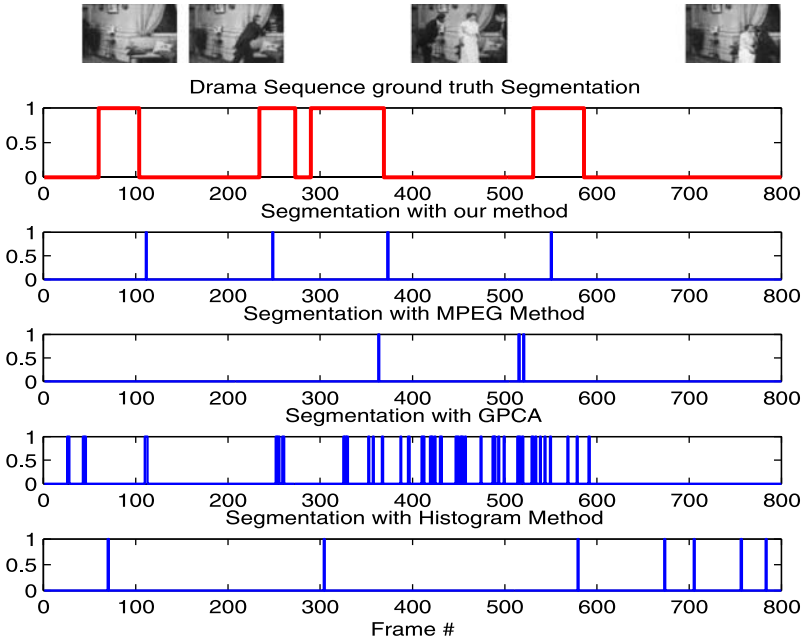 Drama Sequence ground truth Segmentation
1
0.5
0
0 100 200 300 400 500 600 700 800
Segmentation with our method
1
0.5
0
0 100 200 300 400 500 600 700 800
Segmentation with MPEG Method
1
0.5
0
0 100 200 300 400 500 600 700 800
Segmentation with GPCA
1
0.5
0
0 100 200 300 400 500 600 700 800
Segmentation with Histogram Method
1
0.5
0
0 100 200 300 400 500 600 700 800
Frame #